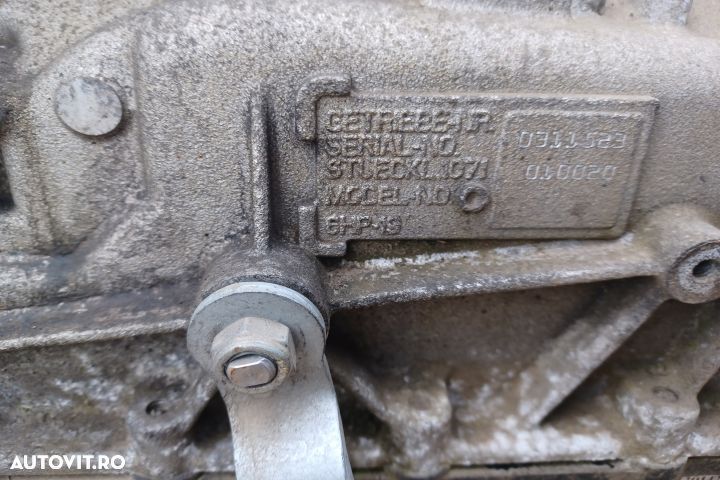 GETRIEBE-NR.
SERIAL-NO
STUECKL. 1071
MODEL-NO
6HP-19
0311523
010020
AUTOVIT.RO